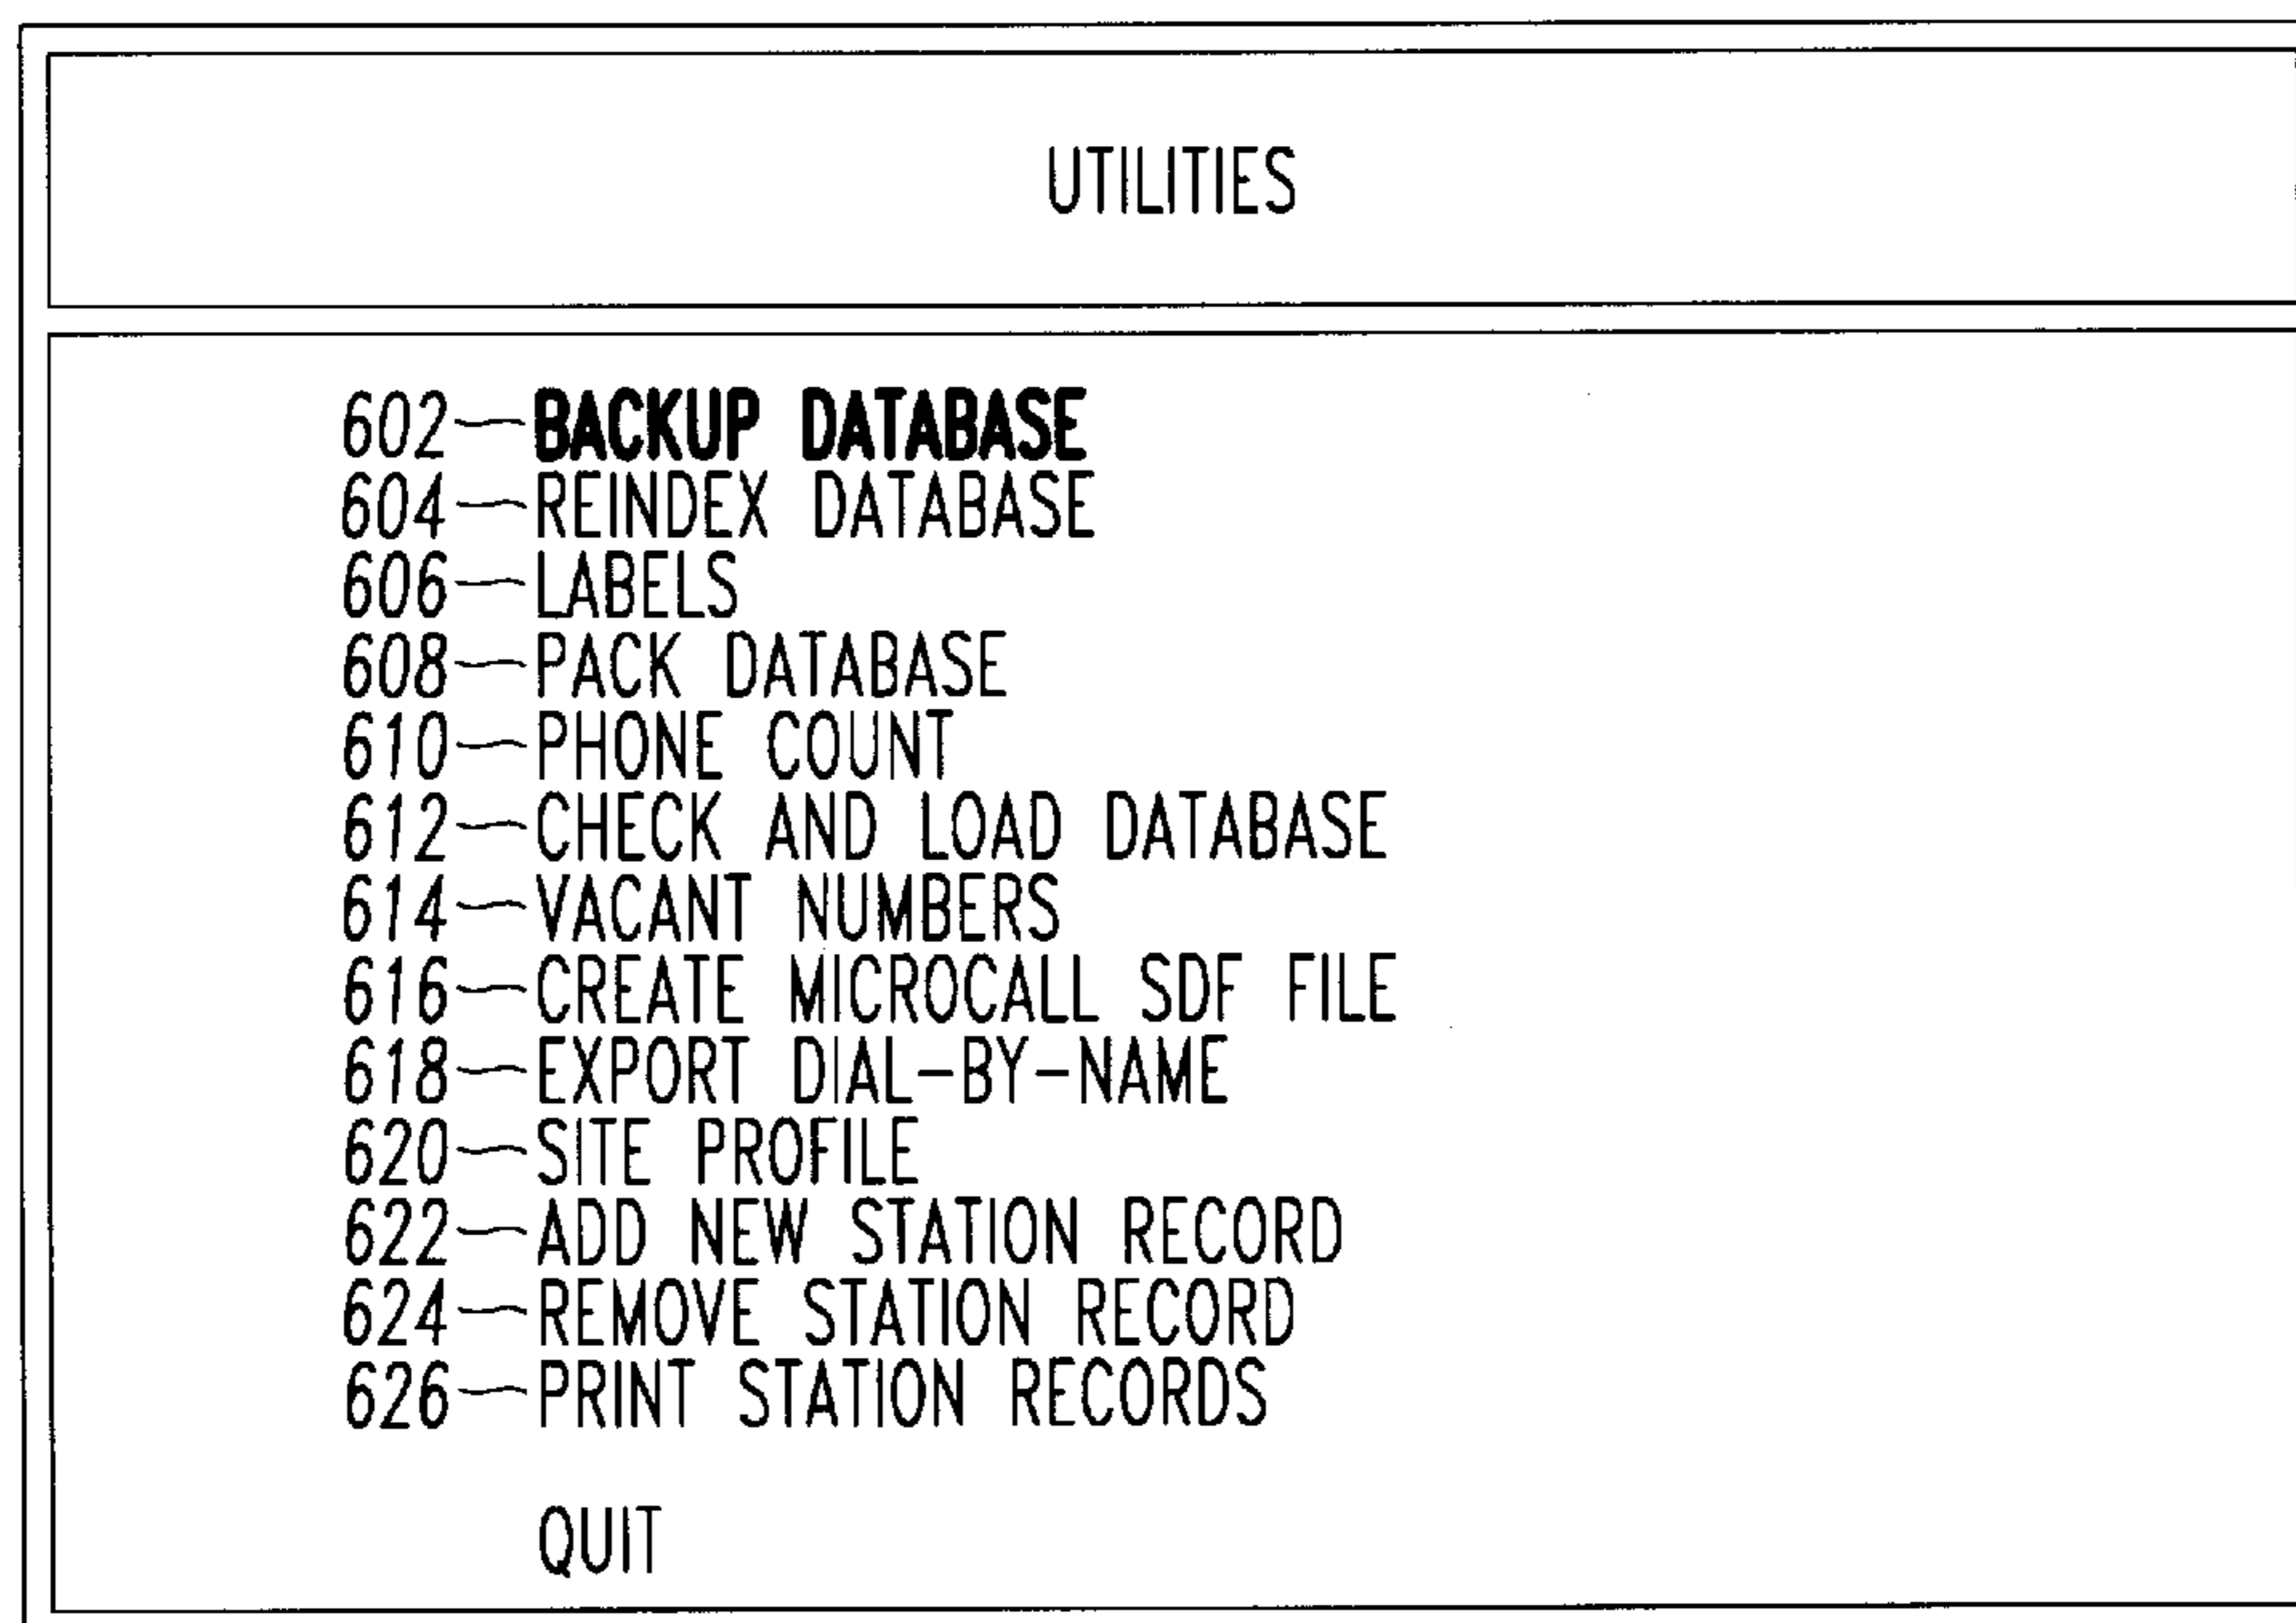 UTILITIES
602 BACKUP DATABASE
604 REINDEX DATABASE
606 LABELS
608 PACK DATABASE
610 PHONE COUNT
612 CHECK AND LOAD DATABASE
614 VACANT NUMBERS
616 CREATE MICROCALL SDF FILE
618 EXPORT DIAL-BY-NAME
620 SITE PROFILE
622 ADD NEW STATION RECORD
624 REMOVE STATION RECORD
626 PRINT STATION RECORDS
QUIT